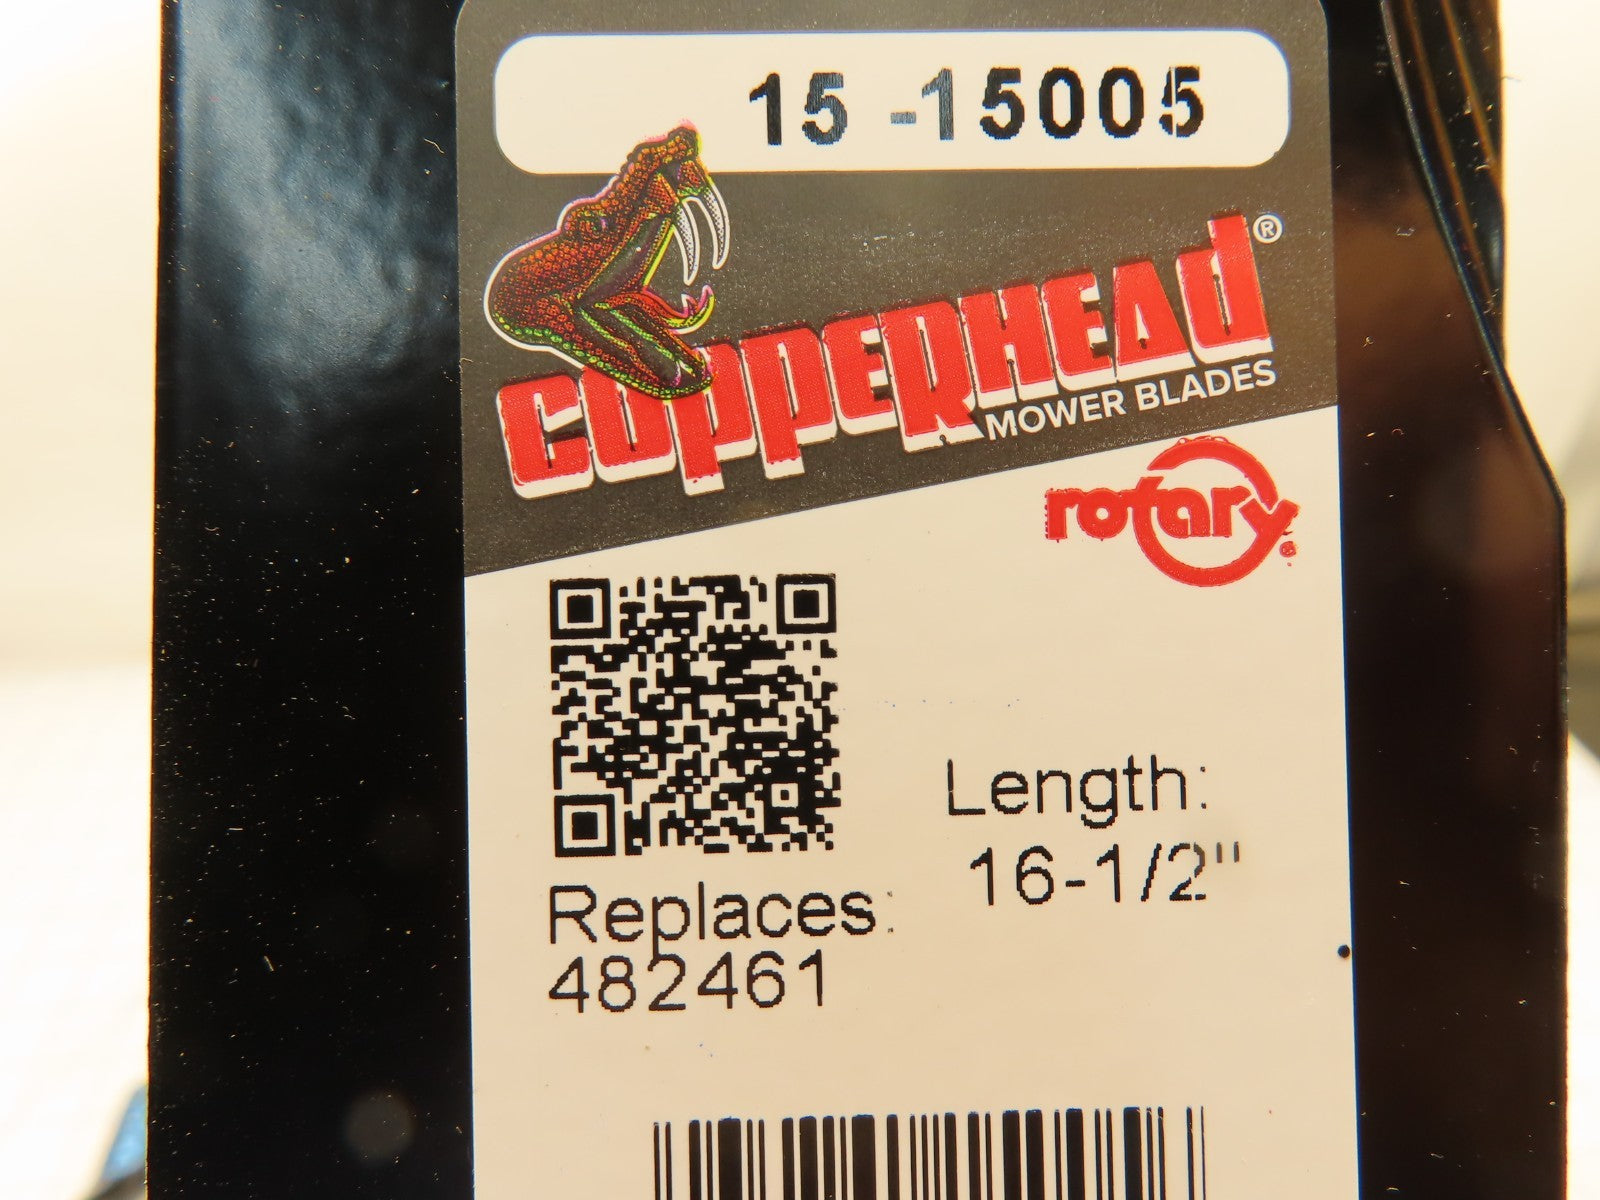 15 -15005
COPPERHEAD®
MOWER BLADES
rotary®
Length:
16-1/2"
Replaces:
482461